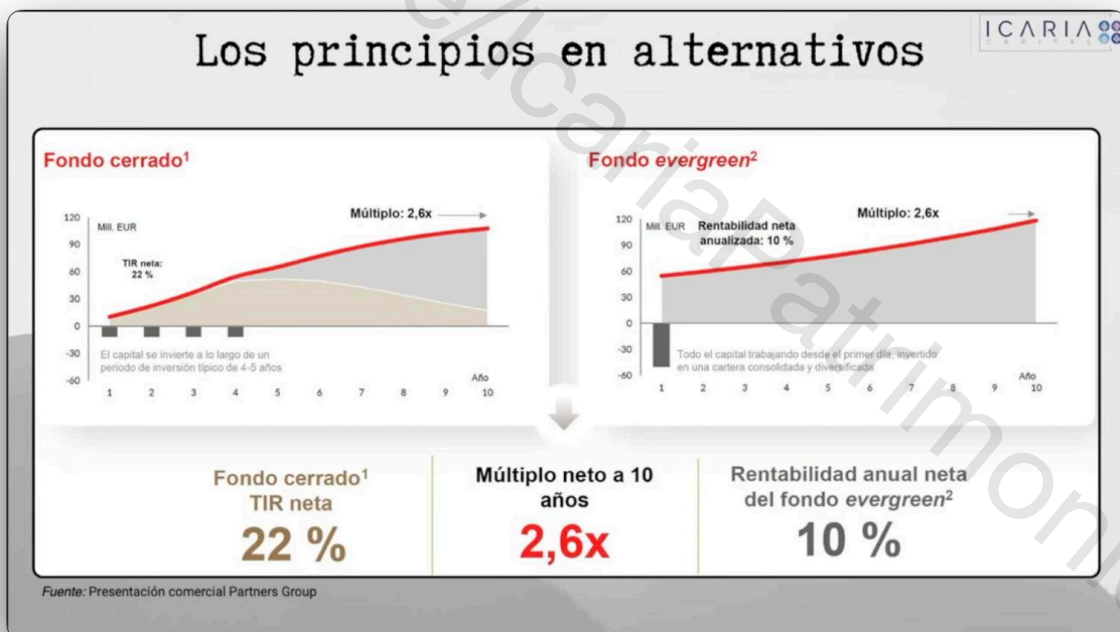 Los principios en alternativos
ICARIA
CAPITAL
Fondo cerrado¹
120
90
60
30
0
-30
-60
Mill. EUR
TIR neta:
22 %
Múltiplo: 2,6x
El capital se invierte a lo largo de un
periodo de inversión típico de 4-5 años
Año
1 2 3 4 5 6 7 8 9 10
Fondo evergreen²
120
90
60
30
0
-30
-60
Mill. EUR
Rentabilidad neta
anualizada: 10 %
Múltiplo: 2,6x
Todo el capital trabajando desde el primer día, invertido
en una cartera consolidada y diversificada
Año
1 2 3 4 5 6 7 8 9 10
Fondo cerrado¹
TIR neta
22 %
Múltiplo neto a 10
años
2,6x
Rentabilidad anual neta
del fondo evergreen²
10 %
Fuente: Presentación comercial Partners Group
e/IcariaPatrimoni